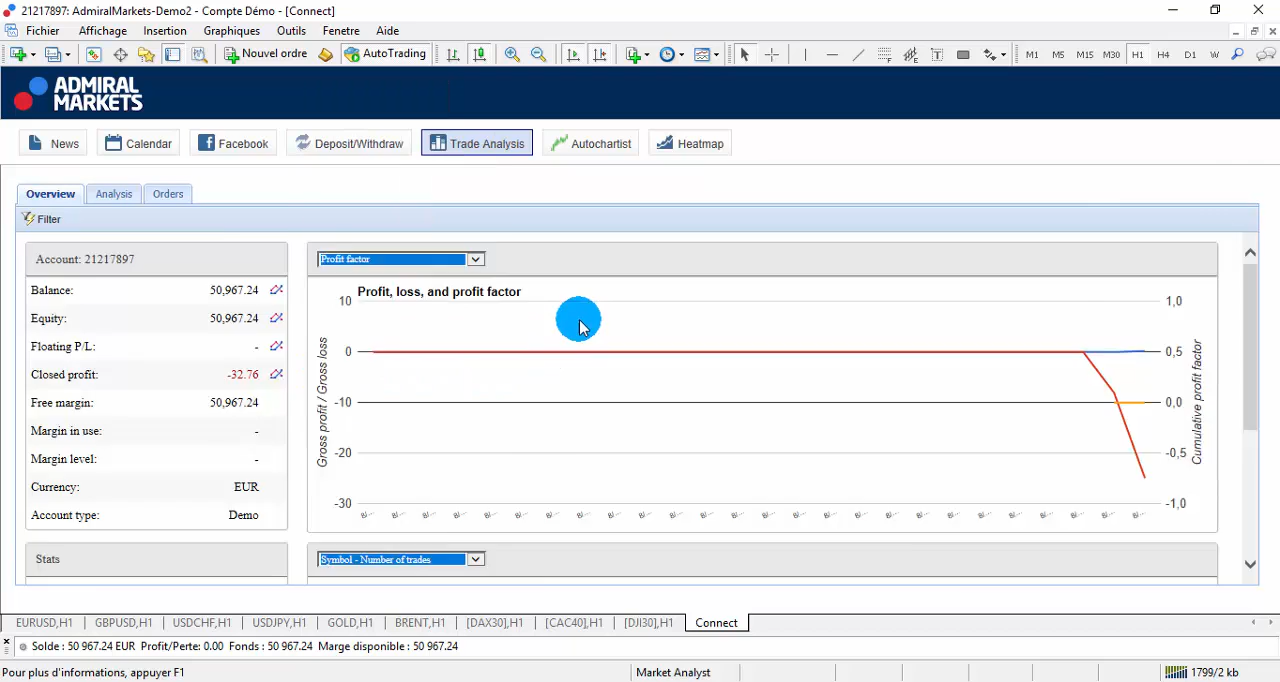 21217897: AdmiralMarkets-Demo2 - Compte Démo - [Connect]
Fichier Affichage Insertion Graphiques Outils Fenetre Aide
Nouvel ordre AutoTrading M1 M5 M15 M30 H1 H4 D1 W
ADMIRAL
MARKETS
News Calendar Facebook Deposit/Withdraw Trade Analysis Autochartist Heatmap
Overview Analysis Orders
Filter
Account: 21217897
Balance: 50,967.24
Equity: 50,967.24
Floating P/L: -
Closed profit: -32.76
Free margin: 50,967.24
Margin in use: -
Margin level: -
Currency: EUR
Account type: Demo
Stats
Profit factor
Profit, loss, and profit factor
10 1,0
0 0,5
-10 0,0
-20 -0,5
-30 -1,0
Gross profit / Gross loss
Cumulative profit factor
Symbol - Number of trades
EURUSD,H1 GBPUSD,H1 USDCHF,H1 USDJPY,H1 GOLD,H1 BRENT,H1 [DAX30],H1 [CAC40],H1 [DJI30],H1 Connect
Solde : 50 967.24 EUR Profit/Perte: 0.00 Fonds : 50 967.24 Marge disponible : 50 967.24
Pour plus d'informations, appuyer F1 Market Analyst 1799/2 kb